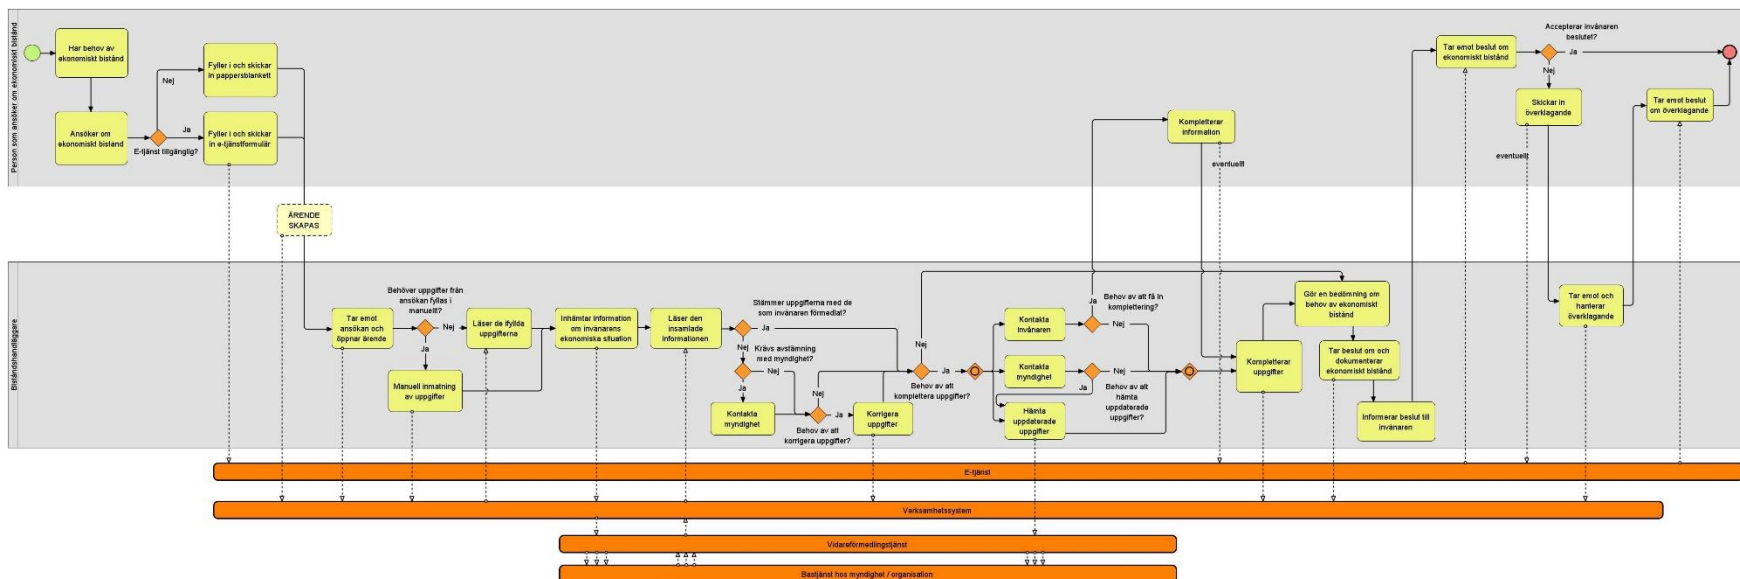 Person som ansöker om ekonomiskt bistånd
Har behov av
ekonomiskt bistånd
Ansöker om
ekonomiskt bistånd
E-tjänst tillgänglig?
Nej
Ja
Fyller i och skickar
in pappersblankett
Fyller i och skickar
in e-tjänstformulär
Kompletterar
information
eventuellt
Tar emot beslut om
ekonomiskt bistånd
Accepterar invånaren
beslutet?
Ja
Nej
Skickar in
överklagande
eventuellt
Tar emot beslut
om överklagande
ÄRENDE
SKAPAS
Biståndshandläggare
Tar emot
ansökan och
öppnar ärende
Behöver uppgifter från
ansökan fyllas i
manuellt?
Nej
Ja
Manuell inmatning
av uppgifter
Läser de ifyllda
uppgifterna
Inhämtar information
om invånarens
ekonomiska situation
Läser den
insamlade
informationen
Stämmer uppgifterna med de
som invånaren förmedlat?
Ja
Nej
Krävs avstämning
med myndighet?
Nej
Ja
Kontakta
myndighet
Nej
Ja
Behov av att
korrigera uppgifter?
Korrigera
uppgifter
Nej
Ja
Behov av att
komplettera uppgifter?
Kontakta
invånaren
Kontakta
myndighet
Hämta
uppdaterade
uppgifter
Behov av att få in
komplettering?
Ja
Nej
Nej
Ja
Behov av att
hämta
uppdaterade
uppgifter?
Kompletterar
uppgifter
Gör en bedömning om
behov av ekonomiskt
bistånd
Tar beslut om och
dokumenterar
ekonomiskt bistånd
Informerar beslut till
invånaren
Tar emot och
hanterar
överklagande
E-tjänst
Verksamhetssystem
Vidareförmedlingstjänst
Bastjänst hos myndighet / organisation